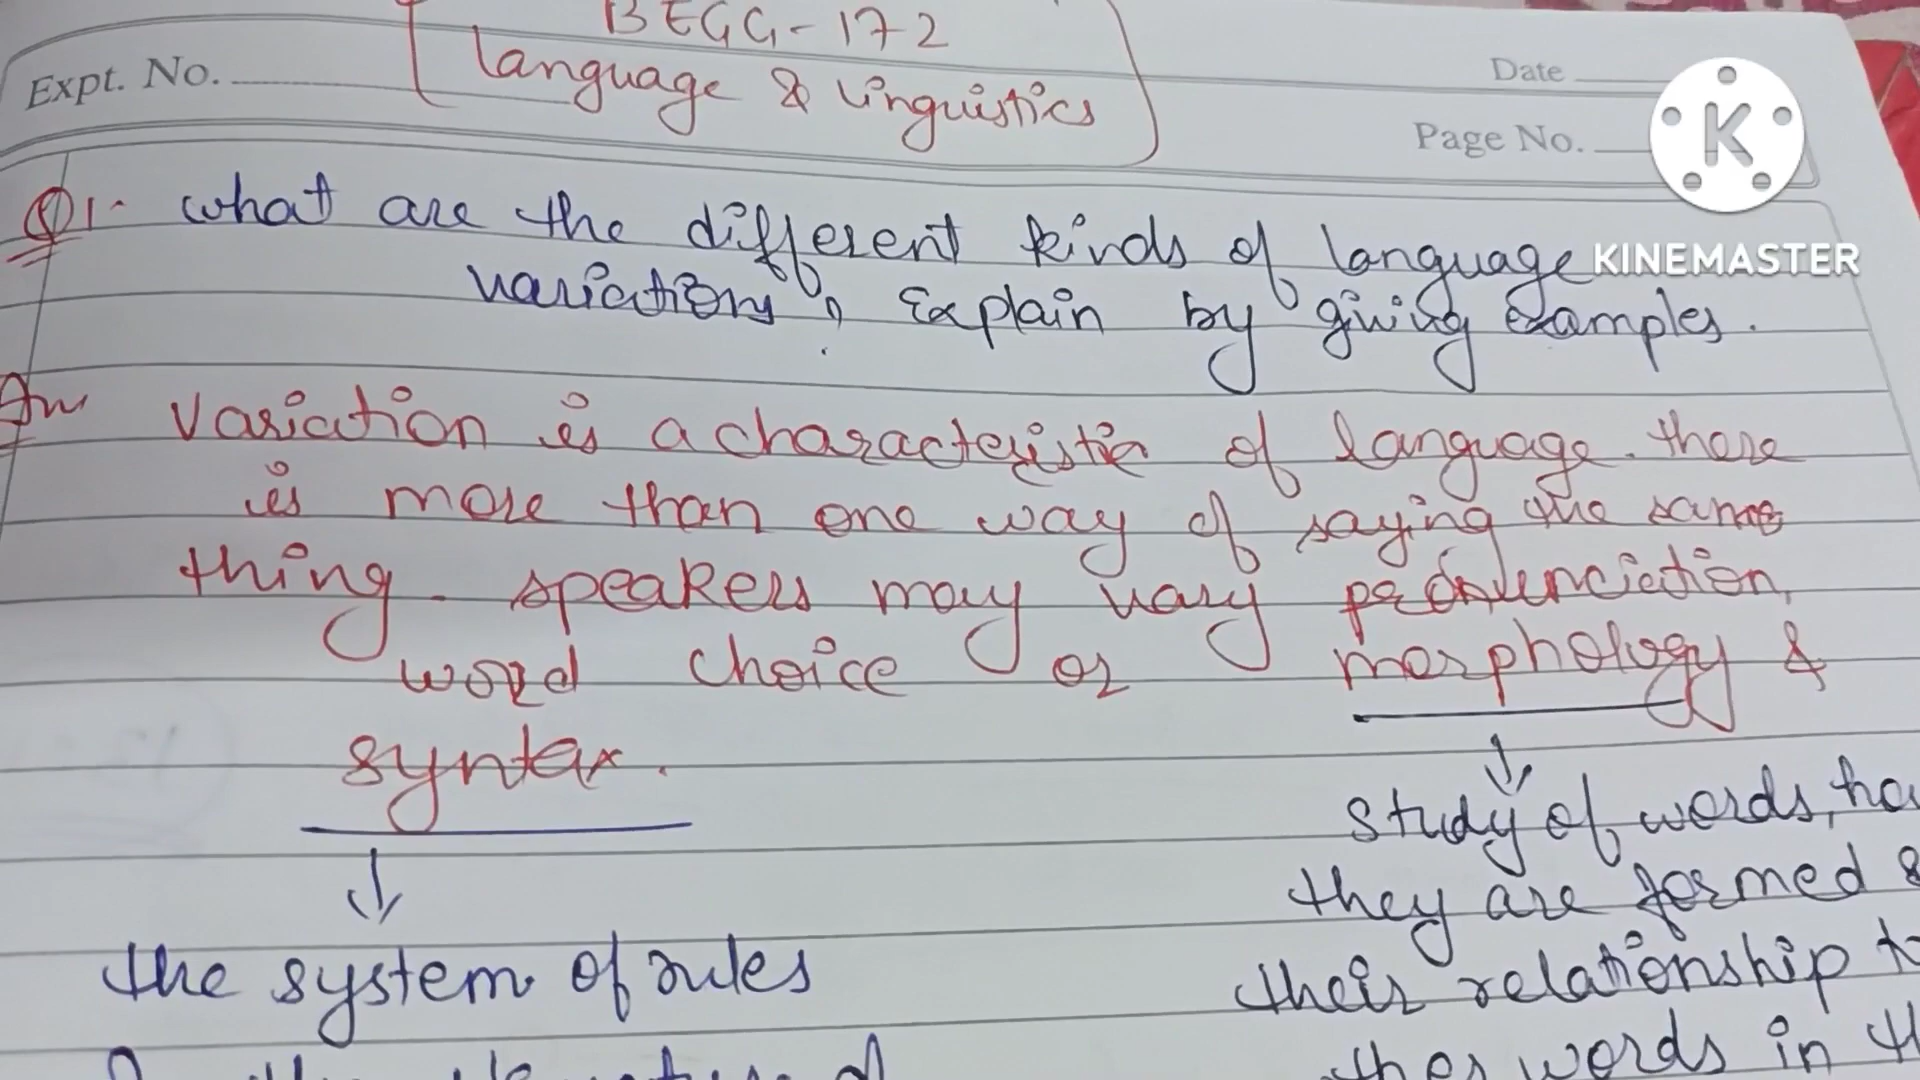 BEGG-172
Language & Linguistics
Expt. No.
Date
Page No.
K
KINEMASTER
Q1. What are the different kinds of language
variations, Explain by giving examples.
Ans Variation is a characteristic of language. there
is more than one way of saying the same
thing. speakers may vary pronunciation,
word choice or morphology &
syntax.
study of words, ho
they are formed &
their relationship to
the system of rules
other words in th